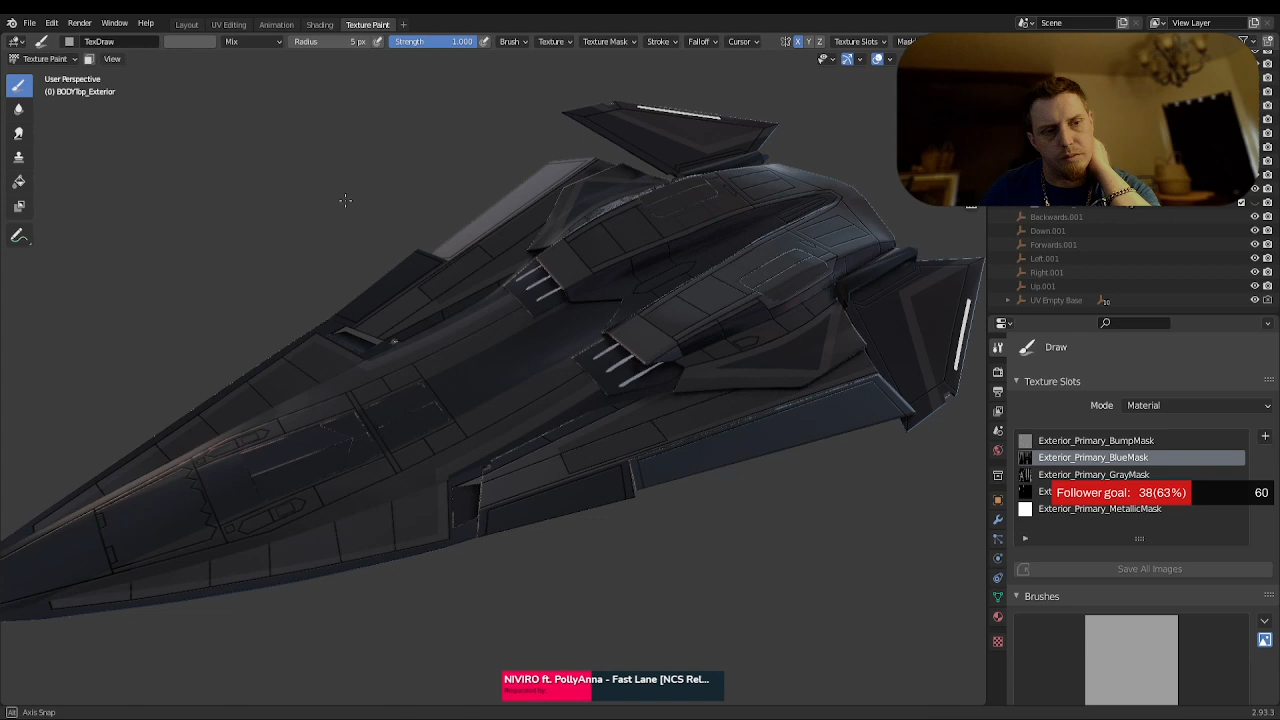 File Edit Render Window Help Layout UV Editing Animation Shading Texture Paint + Scene View Layer
TexDraw Mix Radius 5 px Strength 1.000 Brush Texture Texture Mask Stroke Falloff Cursor X Y Z Texture Slots Mask
Texture Paint View
User Perspective
(0) BODYTop_Exterior
Backwards.001
Down.001
Forwards.001
Left.001
Right.001
Up.001
UV Empty Base 10
Draw
Texture Slots
Mode Material
Exterior_Primary_BumpMask
Exterior_Primary_BlueMask
Exterior_Primary_GrayMask
Ext
Follower goal: 38(63%) 60
Exterior_Primary_MetallicMask
Save All Images
Brushes
NIVIRO ft. PollyAnna - Fast Lane [NCS Rel...
Alt Axis Snap 2.93.3